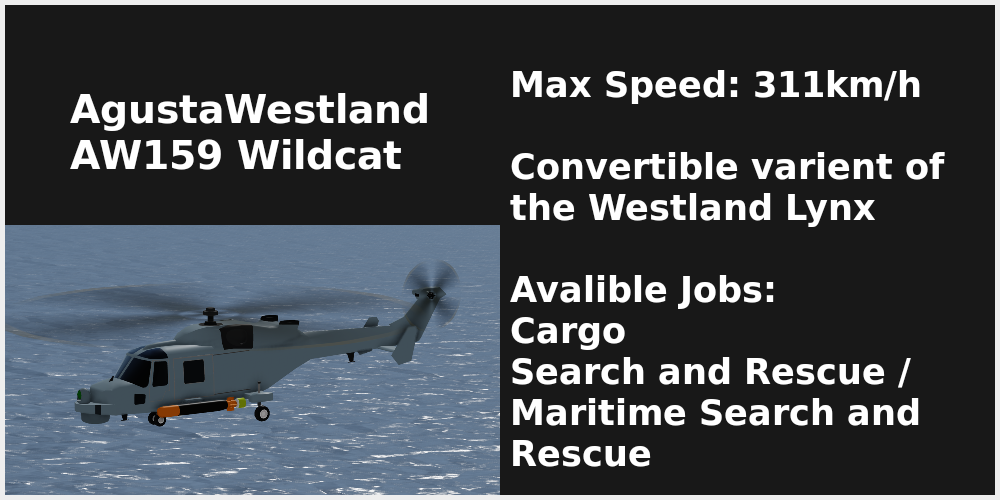 AgustaWestland
AW159 Wildcat
Max Speed: 311km/h
Convertible varient of
the Westland Lynx
Avalible Jobs:
Cargo
Search and Rescue /
Maritime Search and
Rescue